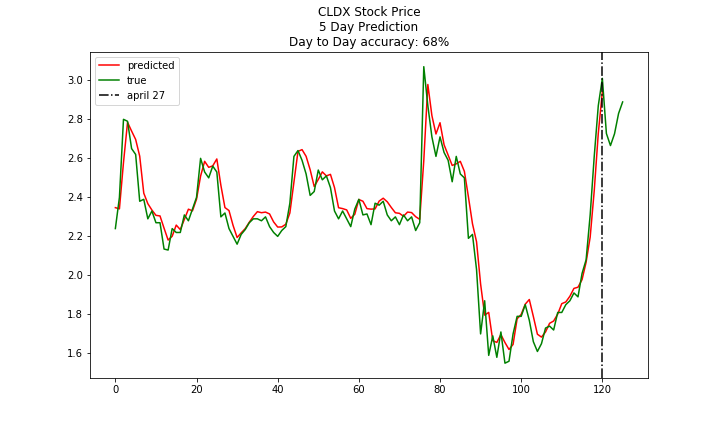 CLDX Stock Price
5 Day Prediction
Day to Day accuracy: 68%
predicted
true
april 27
3.0
2.8
2.6
2.4
2.2
2.0
1.8
1.6
0 20 40 60 80 100 120